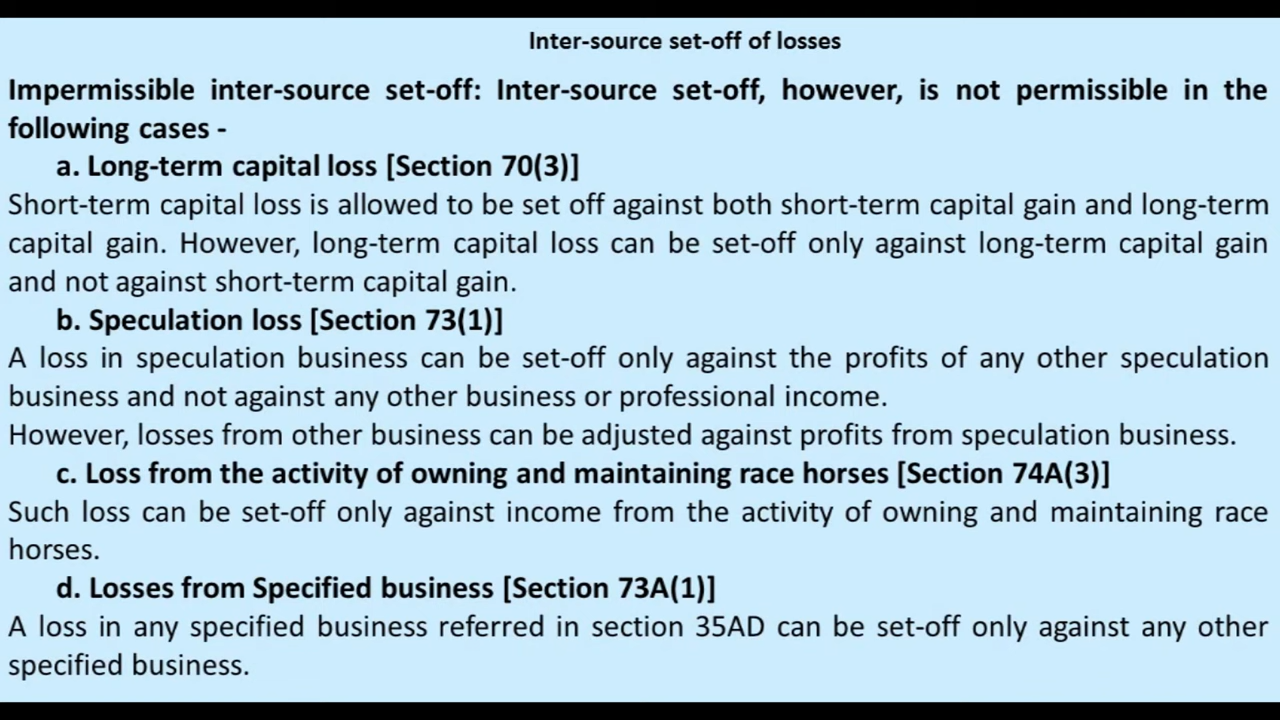 Inter-source set-off of losses
Impermissible inter-source set-off: Inter-source set-off, however, is not permissible in the
following cases -
a. Long-term capital loss [Section 70(3)]
Short-term capital loss is allowed to be set off against both short-term capital gain and long-term
capital gain. However, long-term capital loss can be set-off only against long-term capital gain
and not against short-term capital gain.
b. Speculation loss [Section 73(1)]
A loss in speculation business can be set-off only against the profits of any other speculation
business and not against any other business or professional income.
However, losses from other business can be adjusted against profits from speculation business.
c. Loss from the activity of owning and maintaining race horses [Section 74A(3)]
Such loss can be set-off only against income from the activity of owning and maintaining race
horses.
d. Losses from Specified business [Section 73A(1)]
A loss in any specified business referred in section 35AD can be set-off only against any other
specified business.